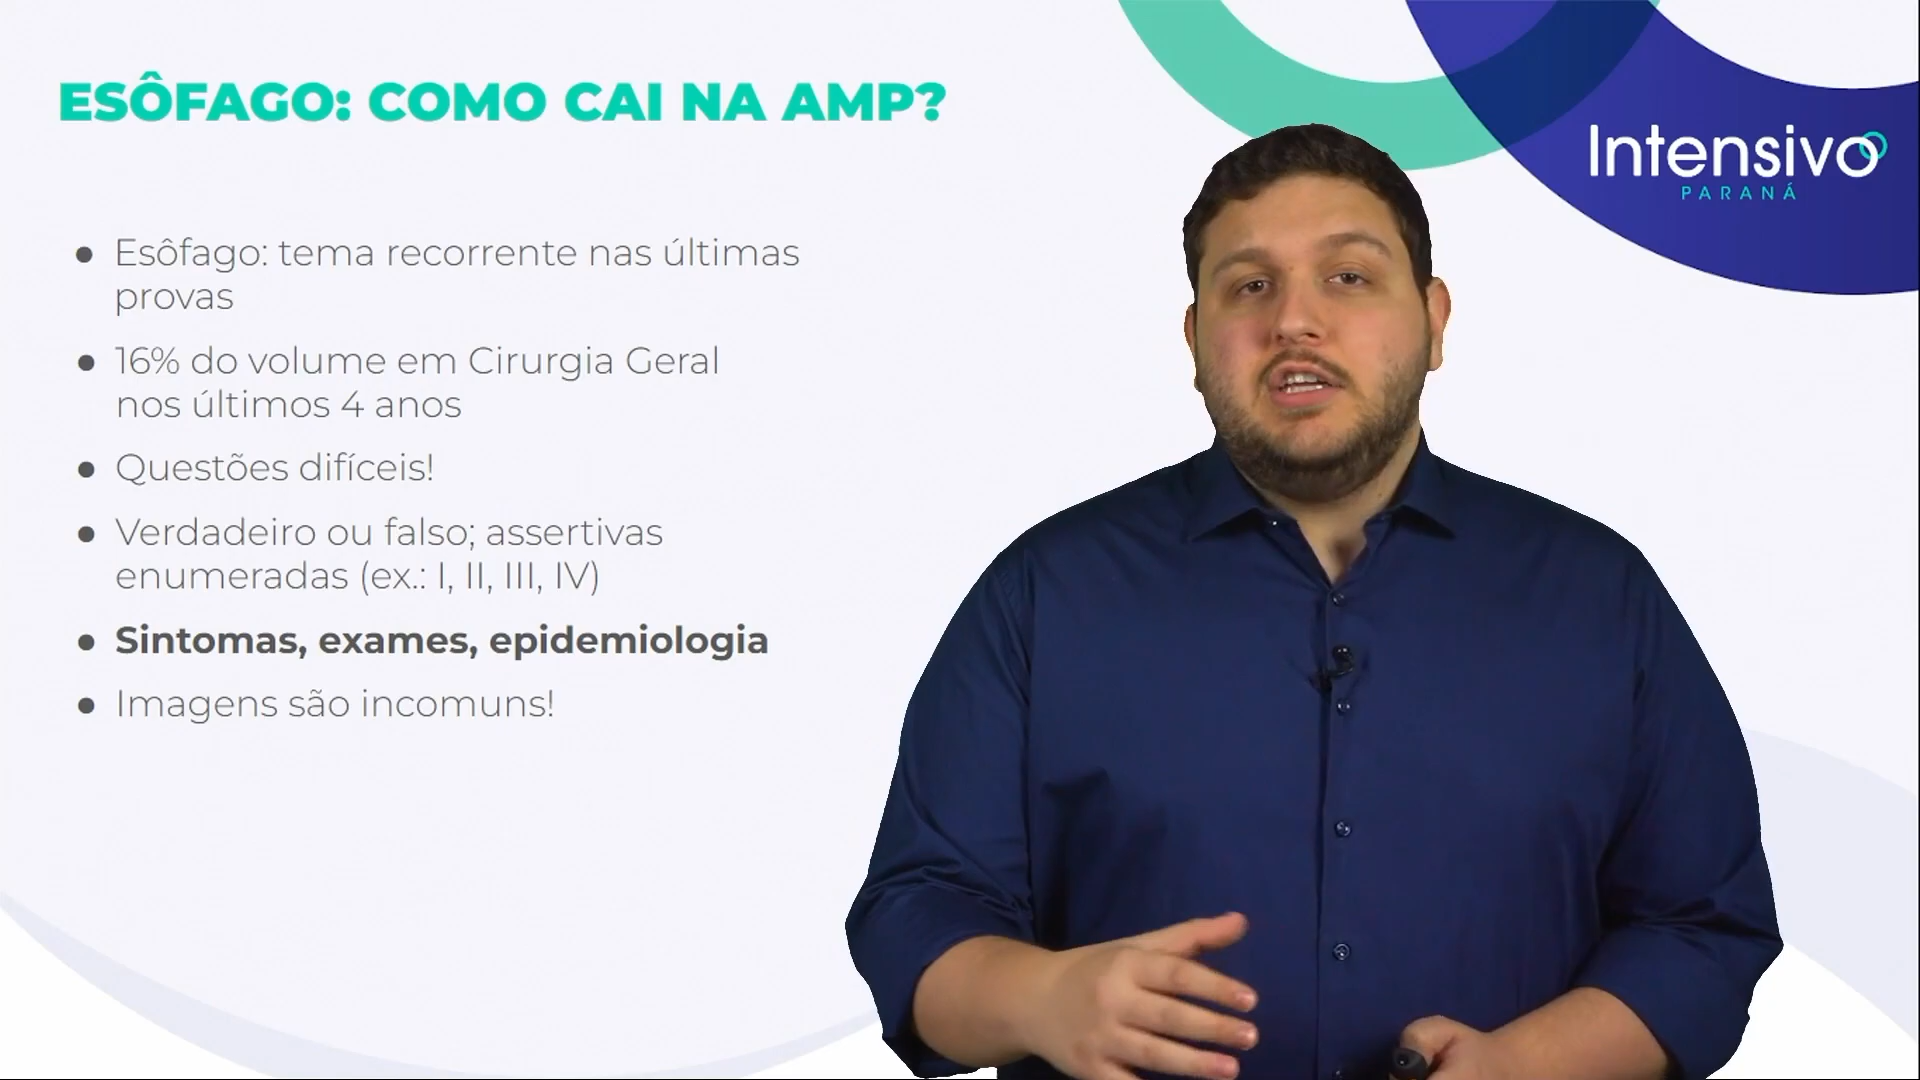 ESÔFAGO: COMO CAI NA AMP?
Intensivo
PARANÁ
● Esôfago: tema recorrente nas últimas
provas
● 16% do volume em Cirurgia Geral
nos últimos 4 anos
● Questões difíceis!
● Verdadeiro ou falso; assertivas
enumeradas (ex.: I, II, III, IV)
● Sintomas, exames, epidemiologia
● Imagens são incomuns!